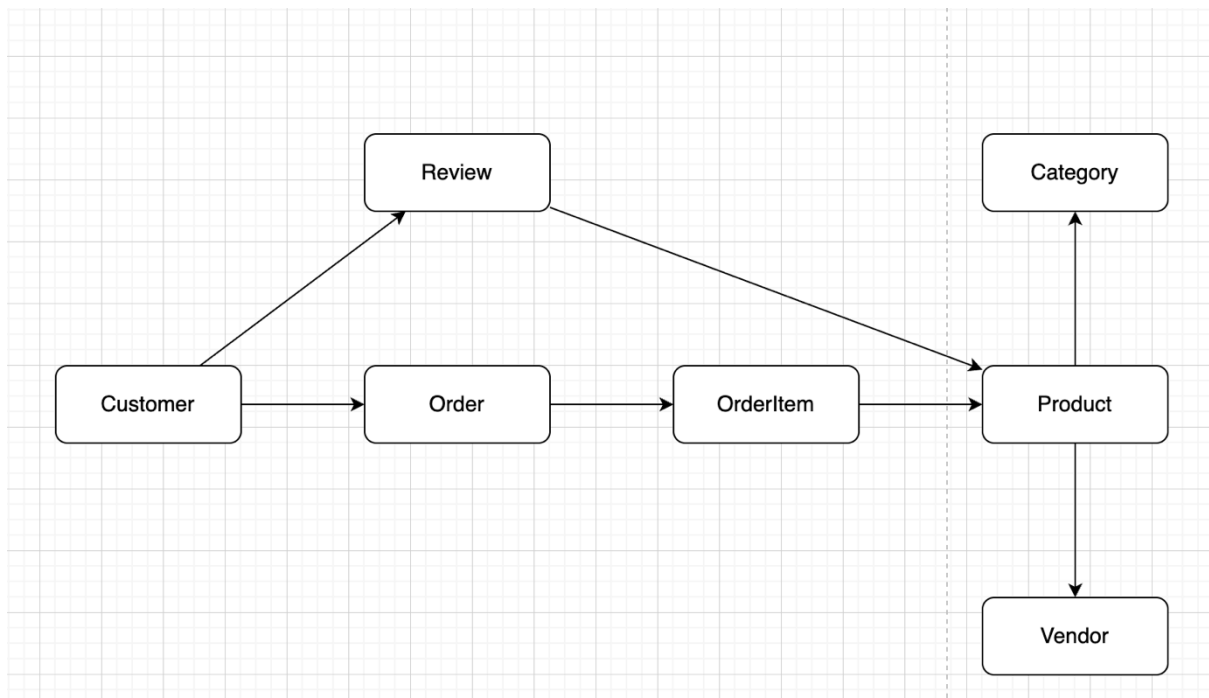 Review
Category
Customer
Order
OrderItem
Product
Vendor